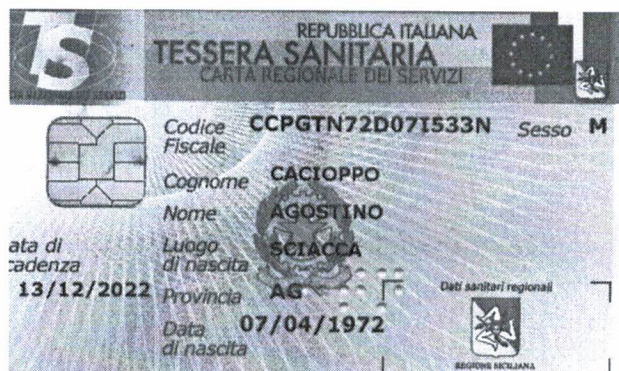 TS
REPUBBLICA ITALIANA
TESSERA SANITARIA
CARTA REGIONALE DEI SERVIZI
Codice Fiscale CCPGTN72D07I533N Sesso M
Cognome CACIOPPO
Nome AGOSTINO
Luogo di nascita SCIACCA
ata di
cadenza
13/12/2022
Provincia AG
Data di nascita 07/04/1972
Dati sanitari regionali
REGIONE SICILIANA